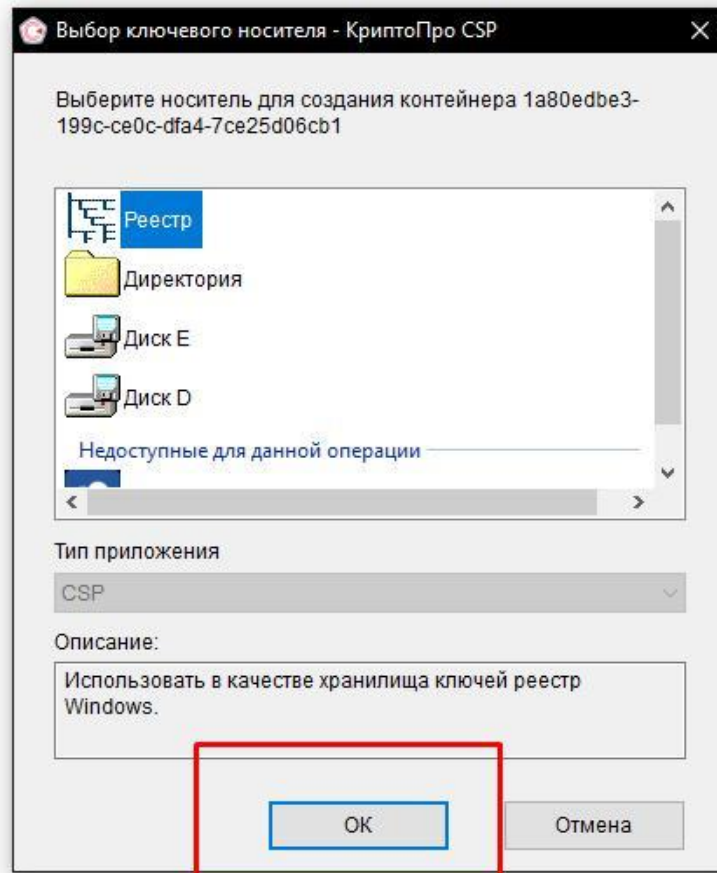 Выбор ключевого носителя - КриптоПро CSP
Выберите носитель для создания контейнера 1a80edbe3-
199c-ce0c-dfa4-7ce25d06cb1
Реестр
Директория
Диск E
Диск D
Недоступные для данной операции
Тип приложения
CSP
Описание:
Использовать в качестве хранилища ключей реестр
Windows.
ОК
Отмена